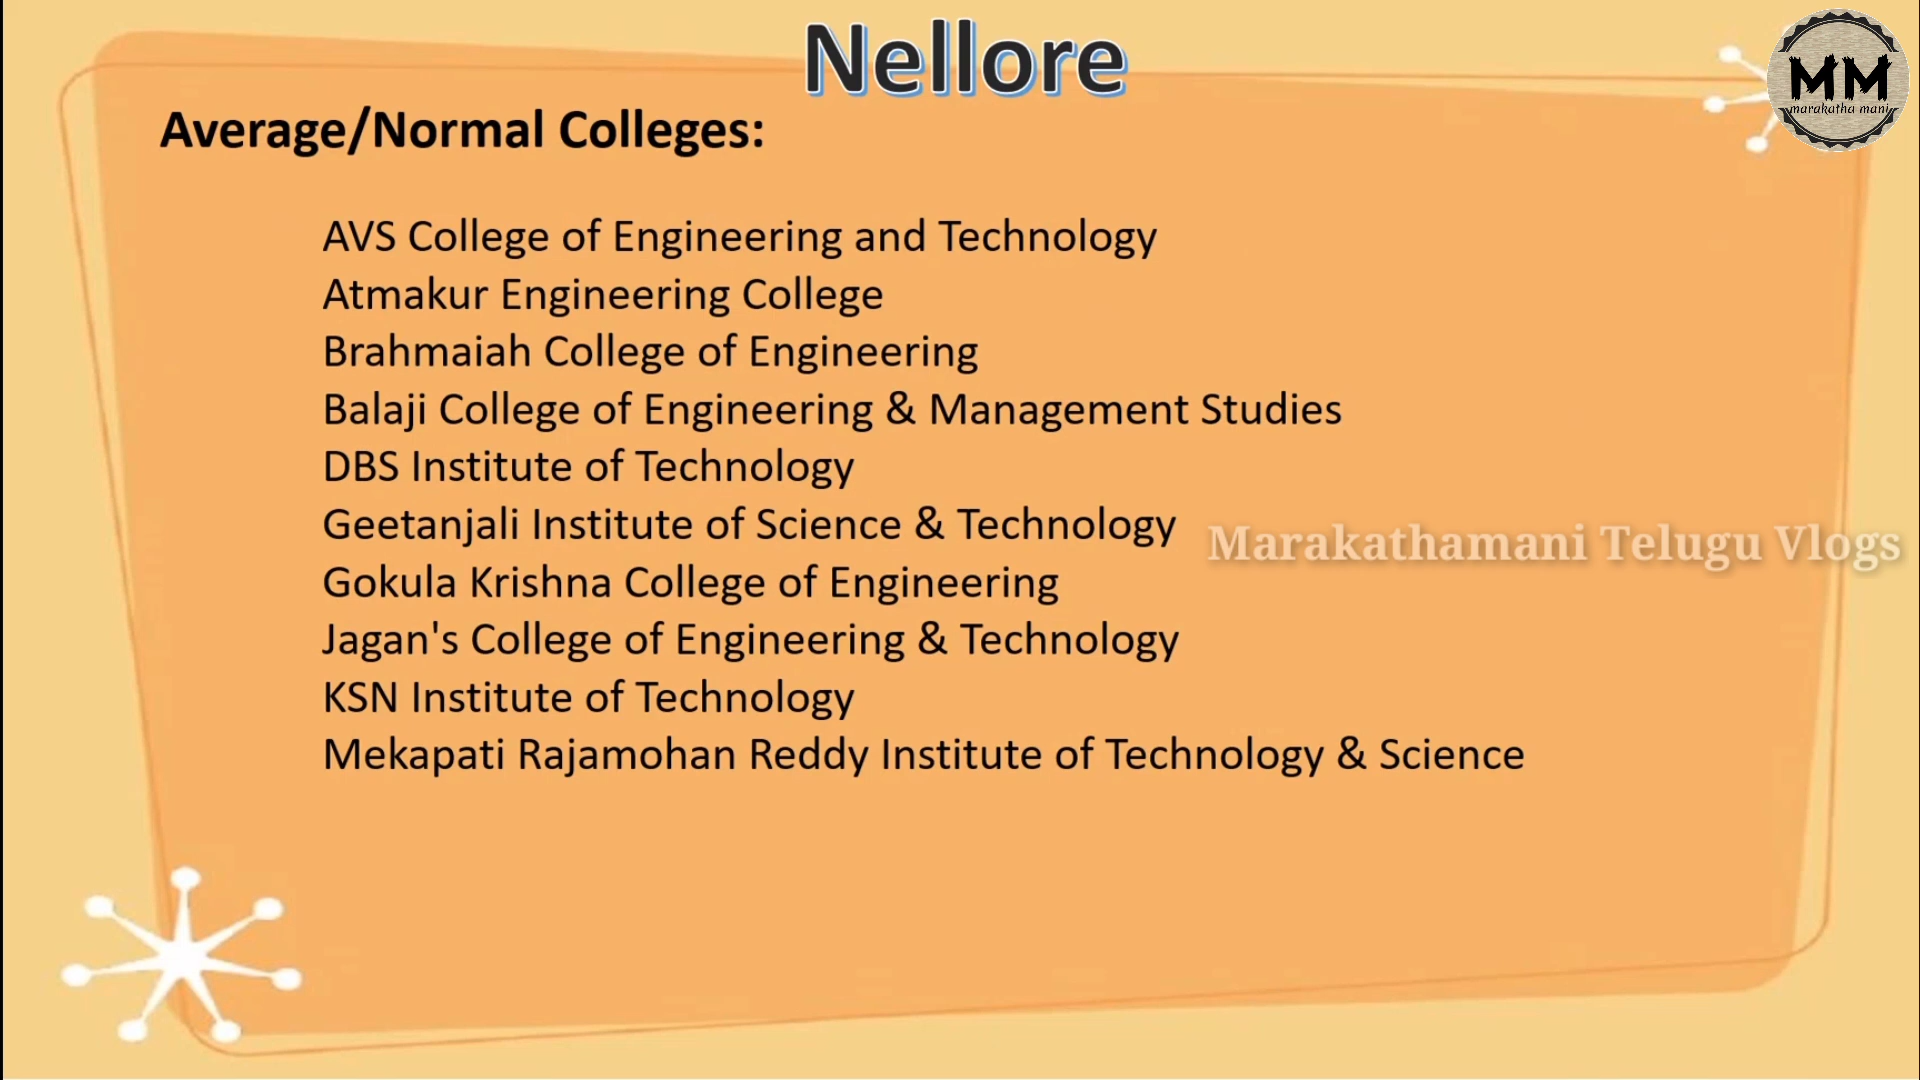 Nellore
MM
marakatha mani
Average/Normal Colleges:
AVS College of Engineering and Technology
Atmakur Engineering College
Brahmaiah College of Engineering
Balaji College of Engineering & Management Studies
DBS Institute of Technology
Geetanjali Institute of Science & Technology
Marakathamani Telugu Vlogs
Gokula Krishna College of Engineering
Jagan's College of Engineering & Technology
KSN Institute of Technology
Mekapati Rajamohan Reddy Institute of Technology & Science